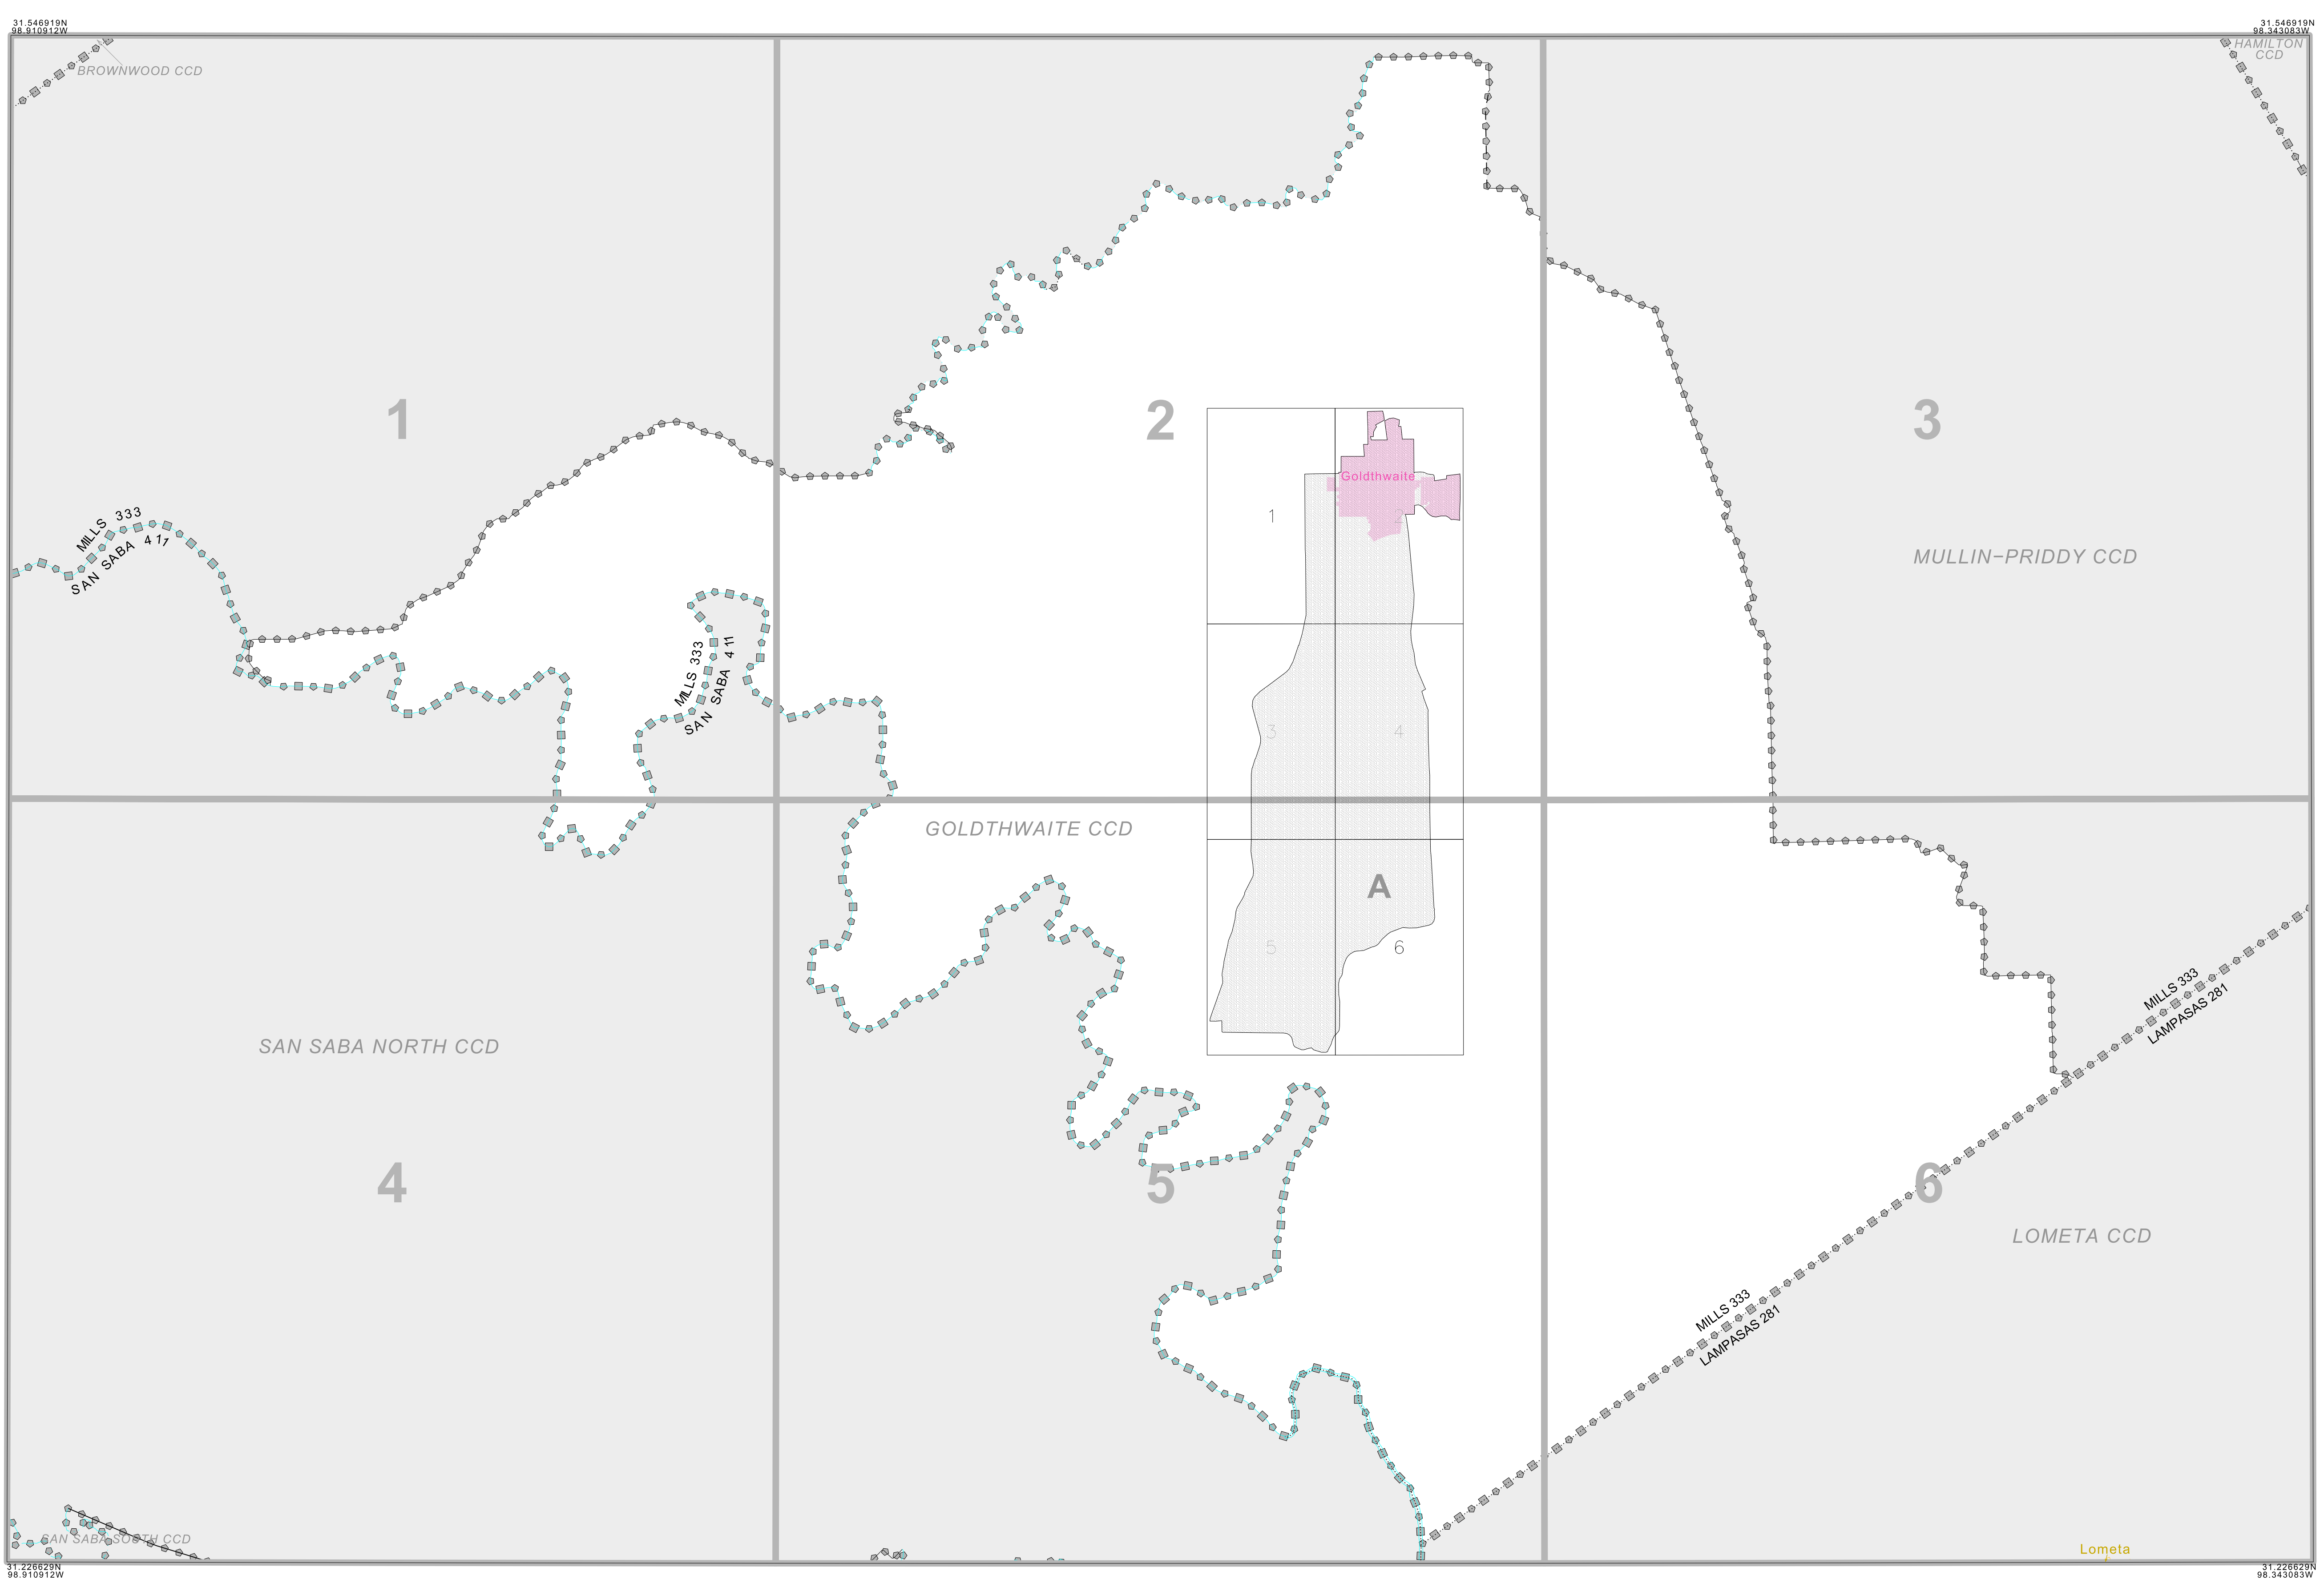 31.546919N
98.910912W
31.546919N
98.343083W
BROWNWOOD CCD
HAMILTON
CCD
1
2
3
Goldthwaite
1
2
MILLS 333
SAN SABA 411
MULLIN-PRIDDY CCD
MILLS 333
SAN SABA 411
3
4
GOLDTHWAITE CCD
A
5
6
MILLS 333
LAMPASAS 281
SAN SABA NORTH CCD
4
5
6
LOMETA CCD
MILLS 333
LAMPASAS 281
SAN SABA SOUTH CCD
Lometa
31.226629N
98.910912W
31.226629N
98.343083W